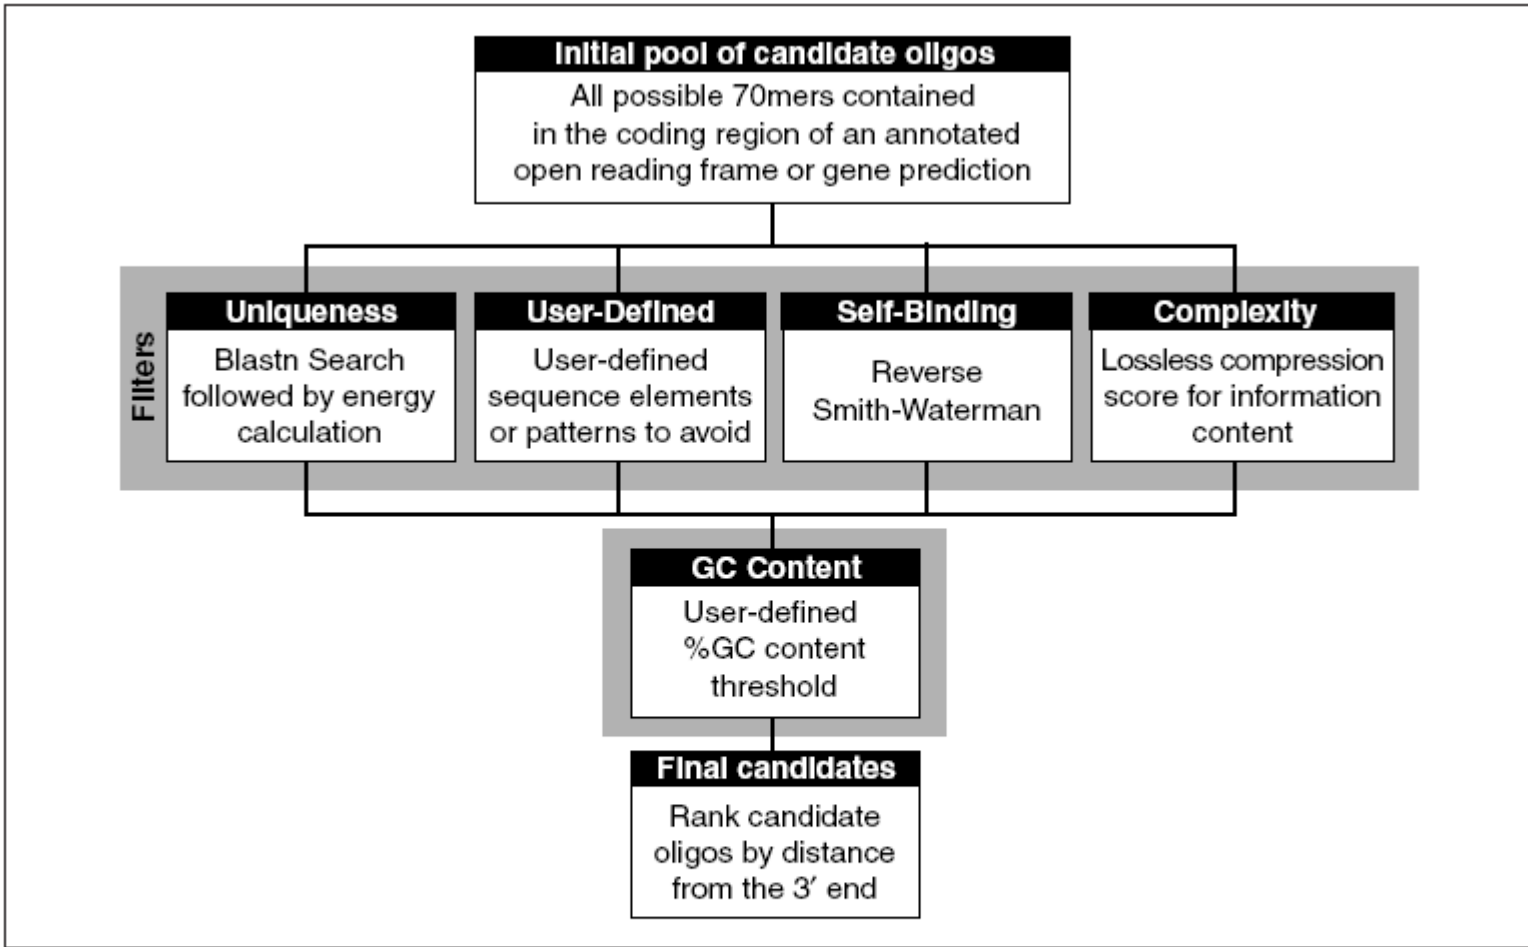 Initial pool of candidate oligos
All possible 70mers contained
in the coding region of an annotated
open reading frame or gene prediction
Filters
Uniqueness
Blastn Search
followed by energy
calculation
User-Defined
User-defined
sequence elements
or patterns to avoid
Self-Binding
Reverse
Smith-Waterman
Complexity
Lossless compression
score for information
content
GC Content
User-defined
%GC content
threshold
Final candidates
Rank candidate
oligos by distance
from the 3′ end